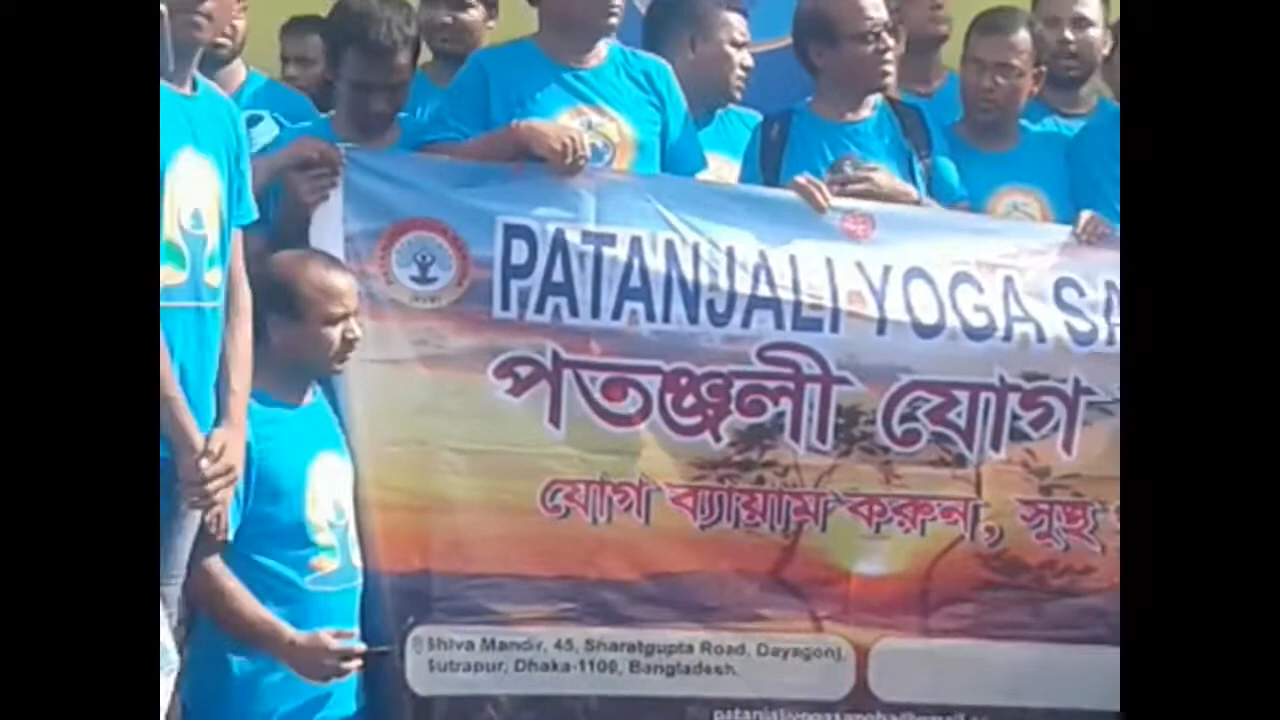 PATANJALI YOGA SA
পতঞ্জলী যোগ
যোগ ব্যায়াম করুন, সুস্থ
Shiva Mandir, 45, Sharatgupta Road, Dayagonj,
Sutrapur, Dhaka-1100, Bangladesh.